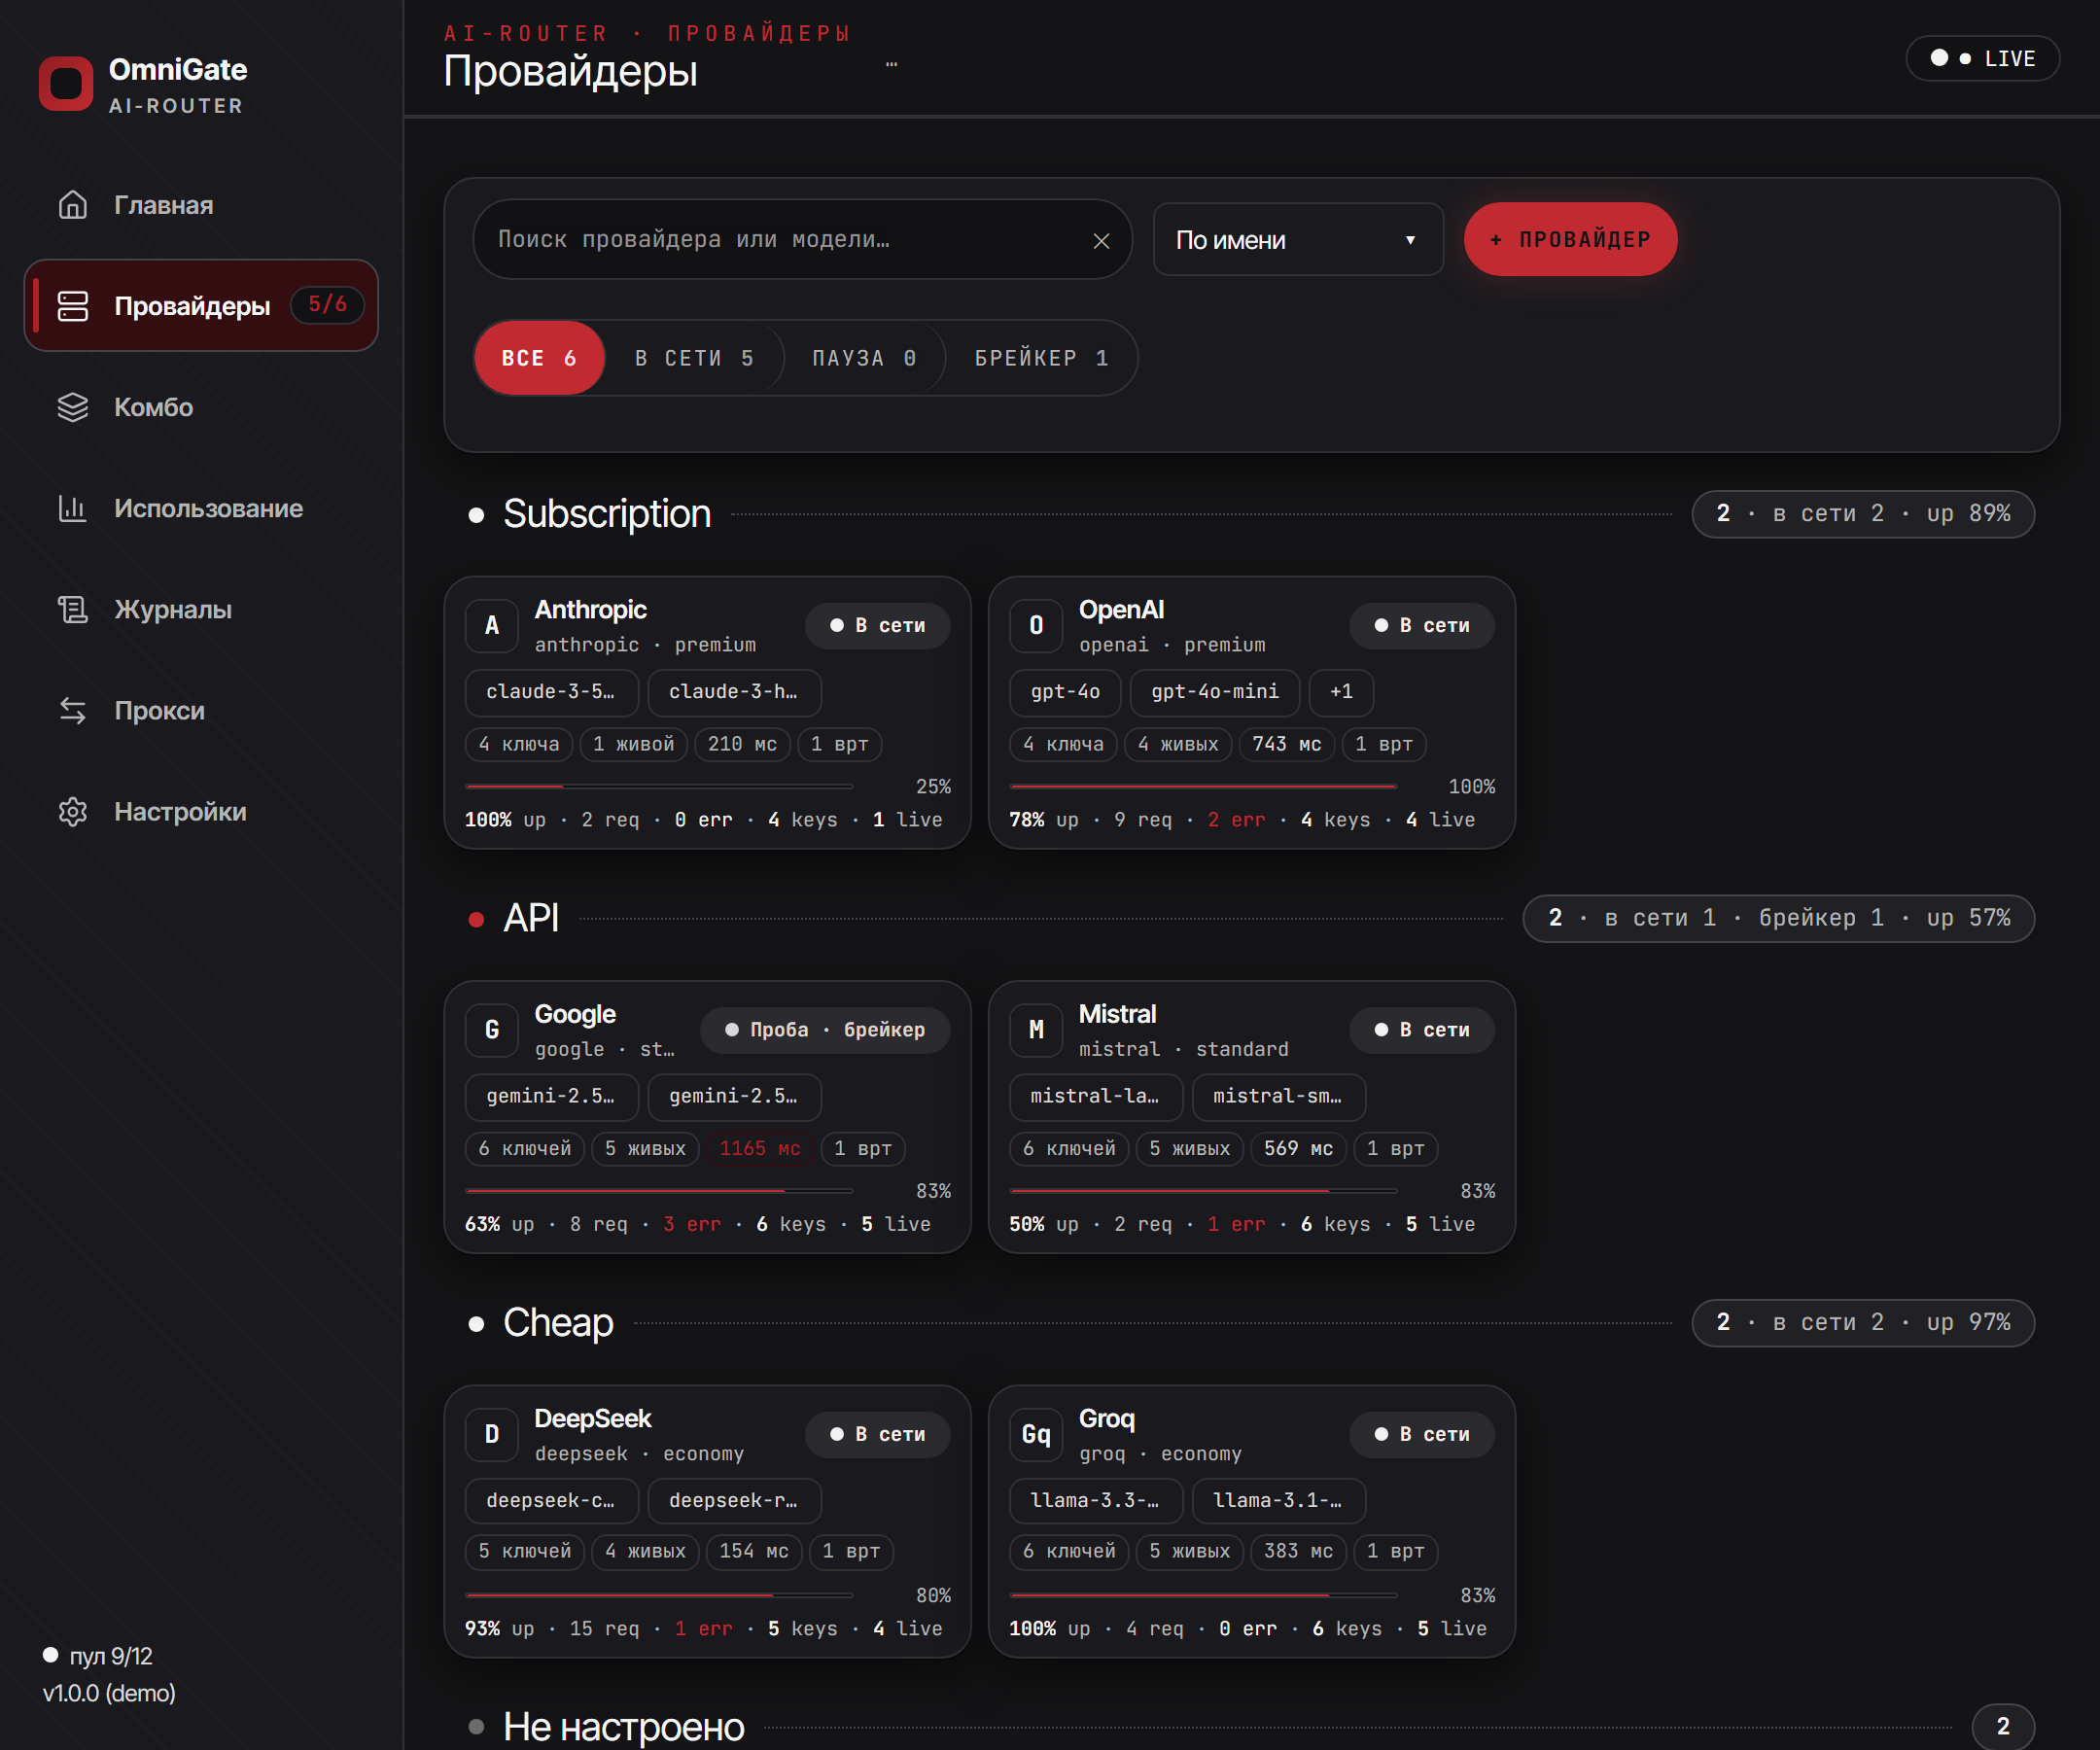 OmniGate
AI-ROUTER
Главная
Провайдеры 5/6
Комбо
Использование
Журналы
Прокси
Настройки
пул 9/12
v1.0.0 (demo)
AI-ROUTER · ПРОВАЙДЕРЫ
Провайдеры
…
LIVE
Поиск провайдера или модели…
По имени
+ ПРОВАЙДЕР
ВСЕ 6 В СЕТИ 5 ПАУЗА 0 БРЕЙКЕР 1
Subscription
2 · в сети 2 · up 89%
Anthropic
anthropic · premium
В сети
claude-3-5… claude-3-h…
4 ключа 1 живой 210 мс 1 врт
25%
100% up · 2 req · 0 err · 4 keys · 1 live
OpenAI
openai · premium
В сети
gpt-4o gpt-4o-mini +1
4 ключа 4 живых 743 мс 1 врт
100%
78% up · 9 req · 2 err · 4 keys · 4 live
API
2 · в сети 1 · брейкер 1 · up 57%
G
Google
google · st…
Проба · брейкер
gemini-2.5… gemini-2.5…
6 ключей 5 живых 1165 мс 1 врт
83%
63% up · 8 req · 3 err · 6 keys · 5 live
M
Mistral
mistral · standard
В сети
mistral-la… mistral-sm…
6 ключей 5 живых 569 мс 1 врт
83%
50% up · 2 req · 1 err · 6 keys · 5 live
Cheap
2 · в сети 2 · up 97%
D
DeepSeek
deepseek · economy
В сети
deepseek-c… deepseek-r…
5 ключей 4 живых 154 мс 1 врт
80%
93% up · 15 req · 1 err · 5 keys · 4 live
Gq
Groq
groq · economy
В сети
llama-3.3-… llama-3.1-…
6 ключей 5 живых 383 мс 1 врт
83%
100% up · 4 req · 0 err · 6 keys · 5 live
Не настроено
2